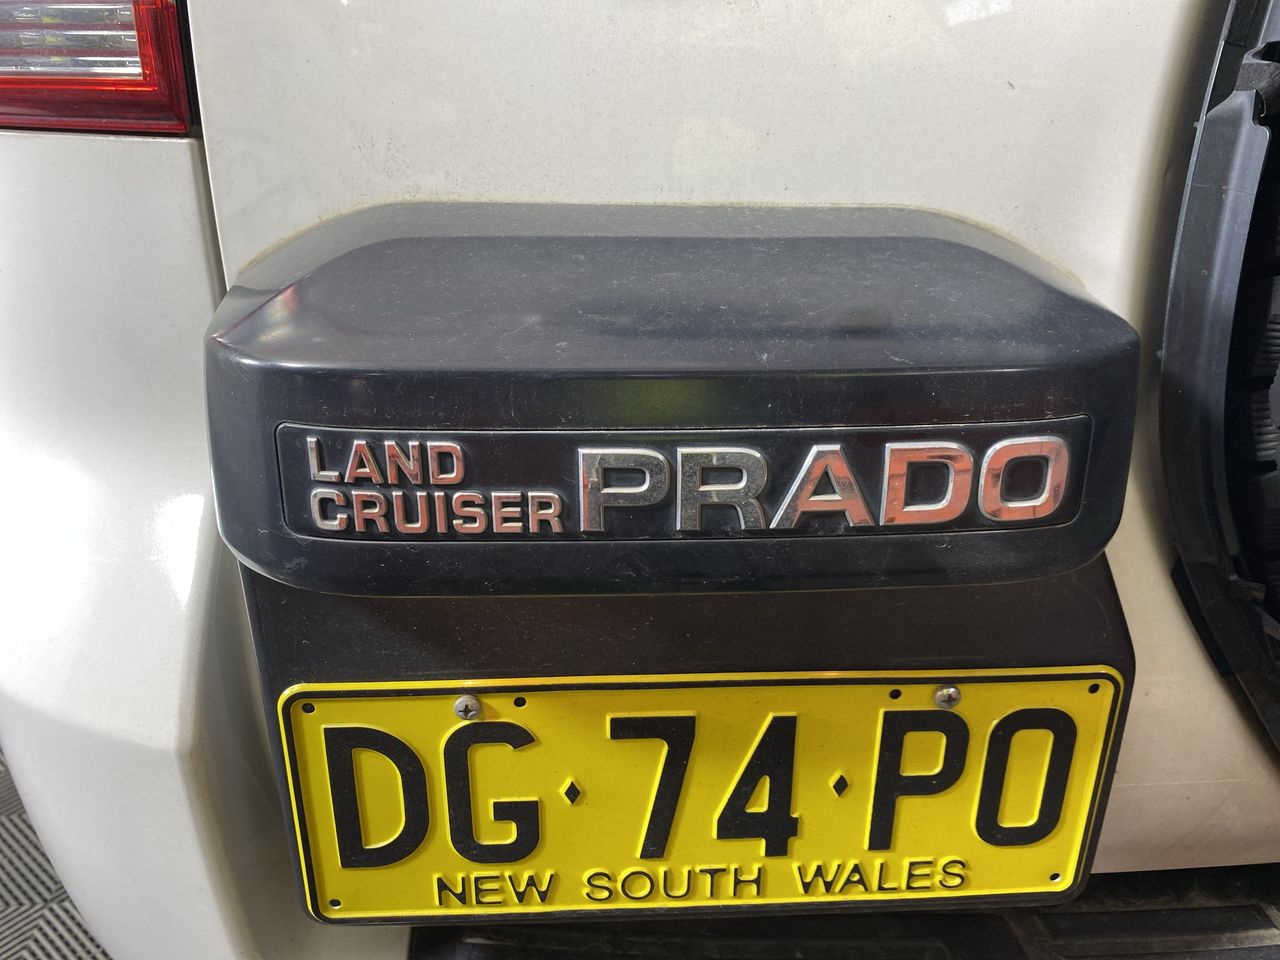 LAND
CRUISER PRADO
DG·74·PO
NEW SOUTH WALES